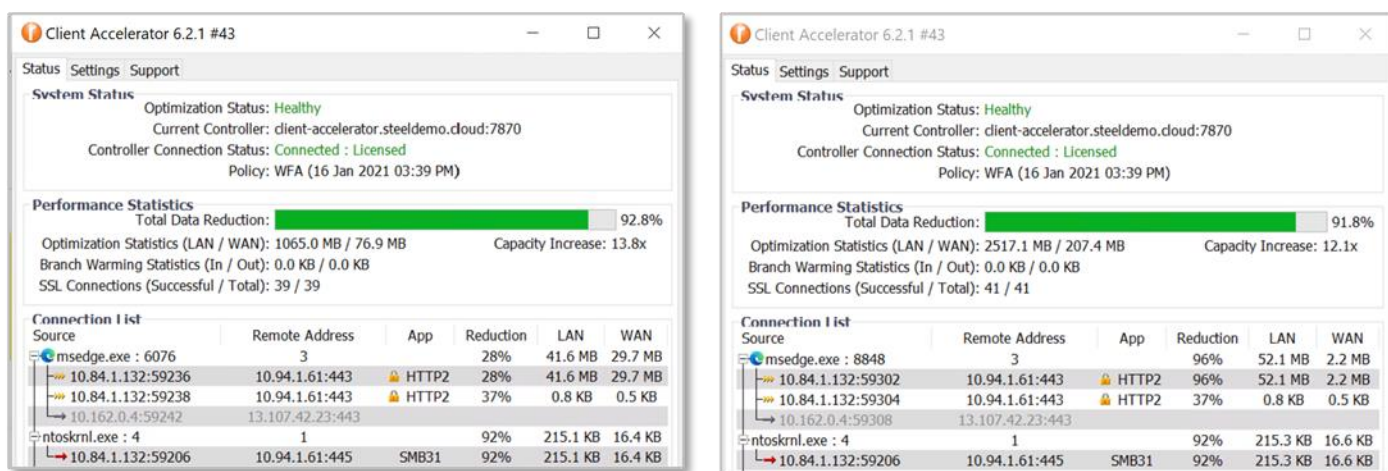 Client Accelerator 6.2.1 #43
Status Settings Support
System Status
Optimization Status: Healthy
Current Controller: client-accelerator.steeldemo.cloud:7870
Controller Connection Status: Connected : Licensed
Policy: WFA (16 Jan 2021 03:39 PM)
Performance Statistics
Total Data Reduction: 92.8%
Optimization Statistics (LAN / WAN): 1065.0 MB / 76.9 MB Capacity Increase: 13.8x
Branch Warming Statistics (In / Out): 0.0 KB / 0.0 KB
SSL Connections (Successful / Total): 39 / 39
Connection List
Source Remote Address App Reduction LAN WAN
msedge.exe : 6076 3 28% 41.6 MB 29.7 MB
10.84.1.132:59236 10.94.1.61:443 HTTP2 28% 41.6 MB 29.7 MB
10.84.1.132:59238 10.94.1.61:443 HTTP2 37% 0.8 KB 0.5 KB
10.162.0.4:59242 13.107.42.23:443
ntoskrnl.exe : 4 1 92% 215.1 KB 16.4 KB
10.84.1.132:59206 10.94.1.61:445 SMB31 92% 215.1 KB 16.4 KB
Client Accelerator 6.2.1 #43
Status Settings Support
System Status
Optimization Status: Healthy
Current Controller: client-accelerator.steeldemo.cloud:7870
Controller Connection Status: Connected : Licensed
Policy: WFA (16 Jan 2021 03:39 PM)
Performance Statistics
Total Data Reduction: 91.8%
Optimization Statistics (LAN / WAN): 2517.1 MB / 207.4 MB Capacity Increase: 12.1x
Branch Warming Statistics (In / Out): 0.0 KB / 0.0 KB
SSL Connections (Successful / Total): 41 / 41
Connection List
Source Remote Address App Reduction LAN WAN
msedge.exe : 8848 3 96% 52.1 MB 2.2 MB
10.84.1.132:59302 10.94.1.61:443 HTTP2 96% 52.1 MB 2.2 MB
10.84.1.132:59304 10.94.1.61:443 HTTP2 37% 0.8 KB 0.5 KB
10.162.0.4:59308 13.107.42.23:443
ntoskrnl.exe : 4 1 92% 215.3 KB 16.6 KB
10.84.1.132:59206 10.94.1.61:445 SMB31 92% 215.3 KB 16.6 KB